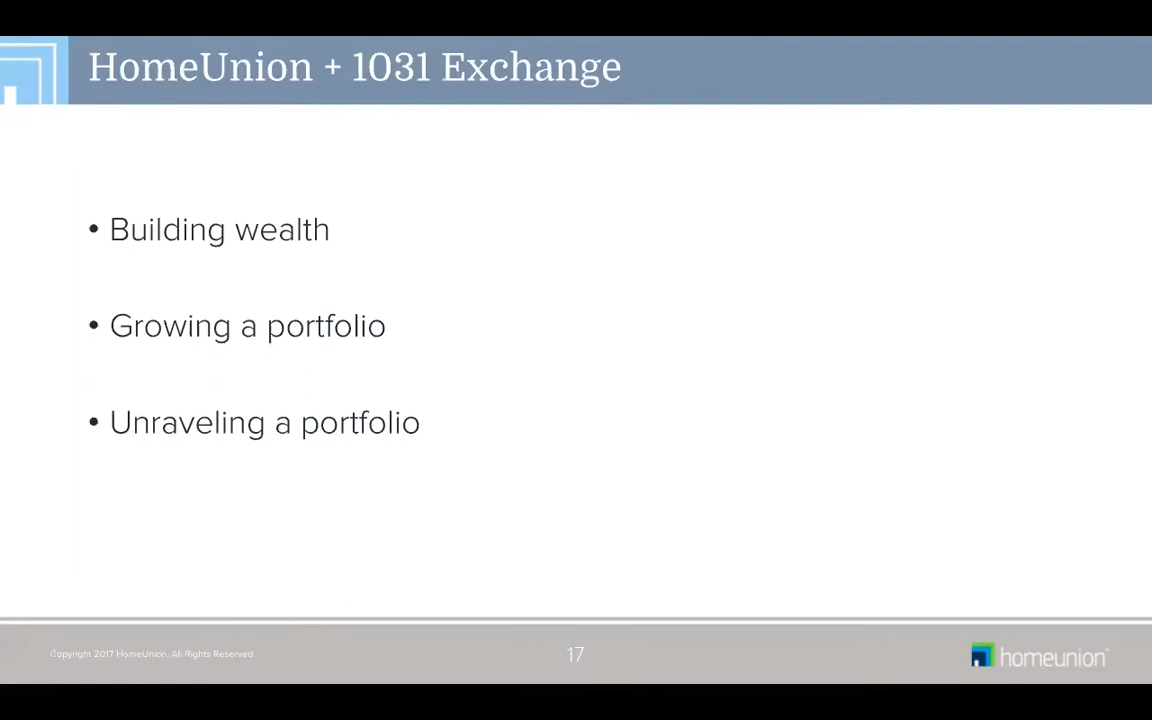 HomeUnion + 1031 Exchange
• Building wealth
• Growing a portfolio
• Unraveling a portfolio
Copyright 2017 HomeUnion, All Rights Reserved
17
homeunion